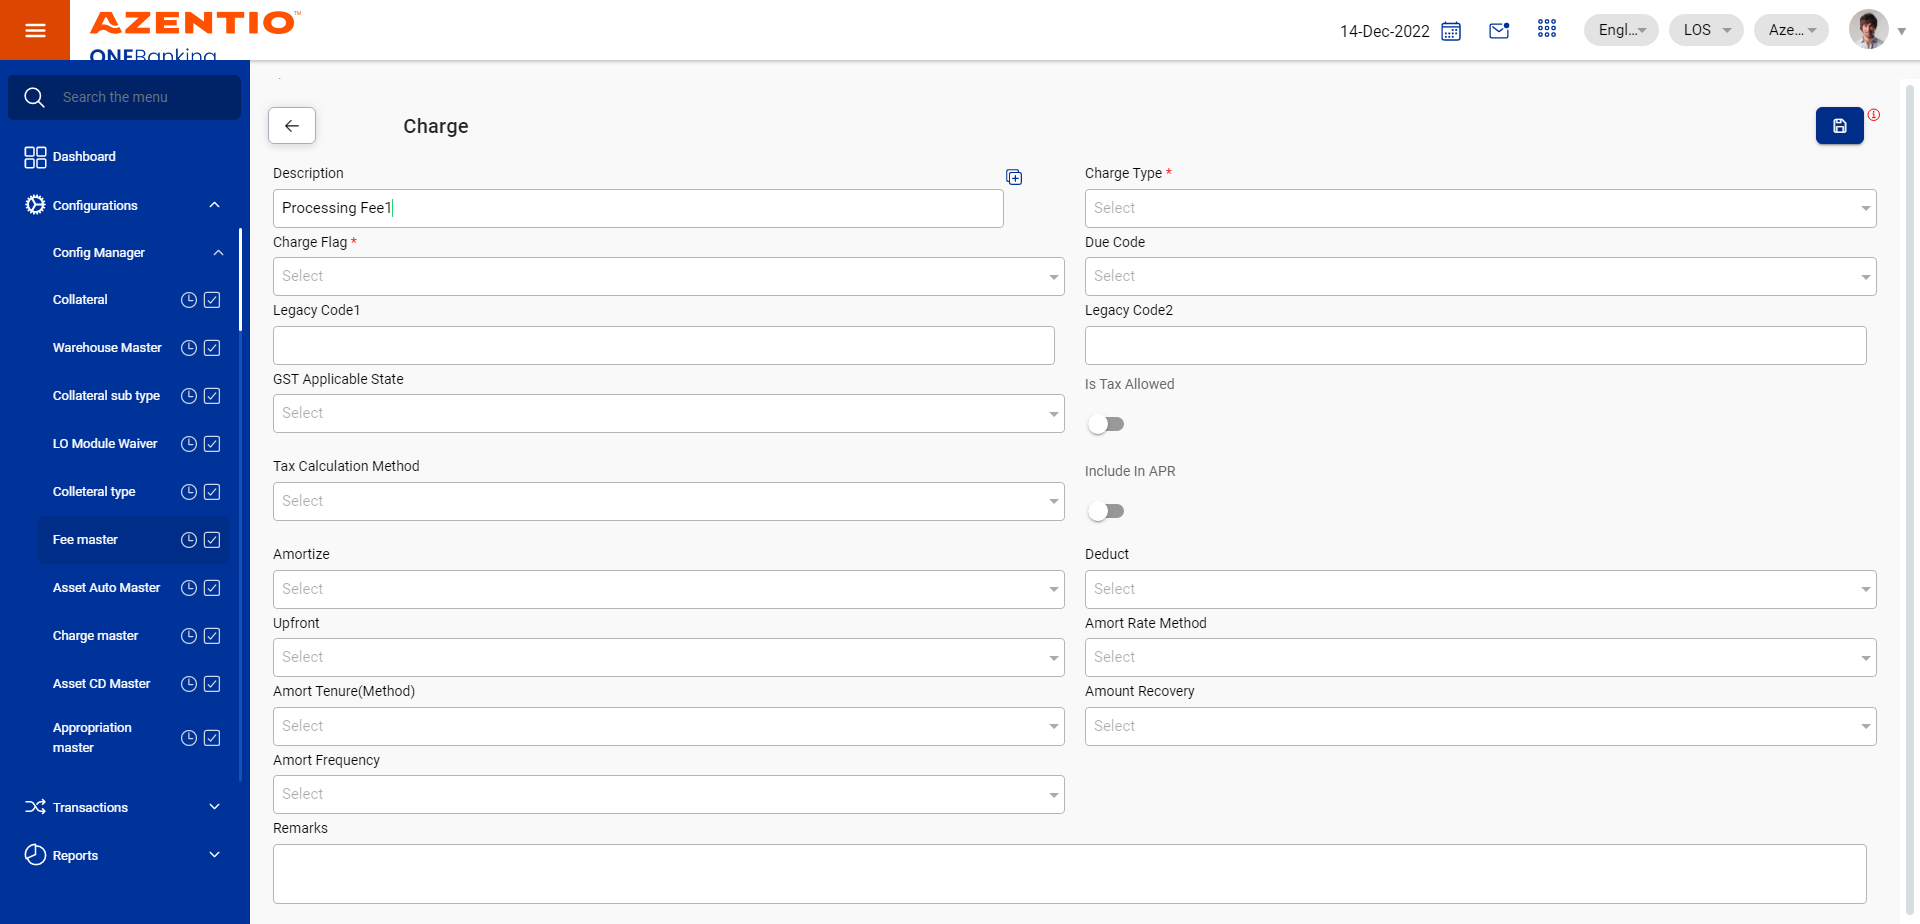 AZENTIO™
ONEBanking
14-Dec-2022
Engl...
LOS
Aze...
Search the menu
Dashboard
Configurations
Config Manager
Collateral
Warehouse Master
Collateral sub type
LO Module Waiver
Colleteral type
Fee master
Asset Auto Master
Charge master
Asset CD Master
Appropriation
master
Transactions
Reports
Charge
Description
Processing Fee1
Charge Type *
Select
Charge Flag *
Select
Due Code
Select
Legacy Code1
Legacy Code2
GST Applicable State
Select
Is Tax Allowed
Tax Calculation Method
Select
Include In APR
Amortize
Select
Deduct
Select
Upfront
Select
Amort Rate Method
Select
Amort Tenure(Method)
Select
Amount Recovery
Select
Amort Frequency
Select
Remarks